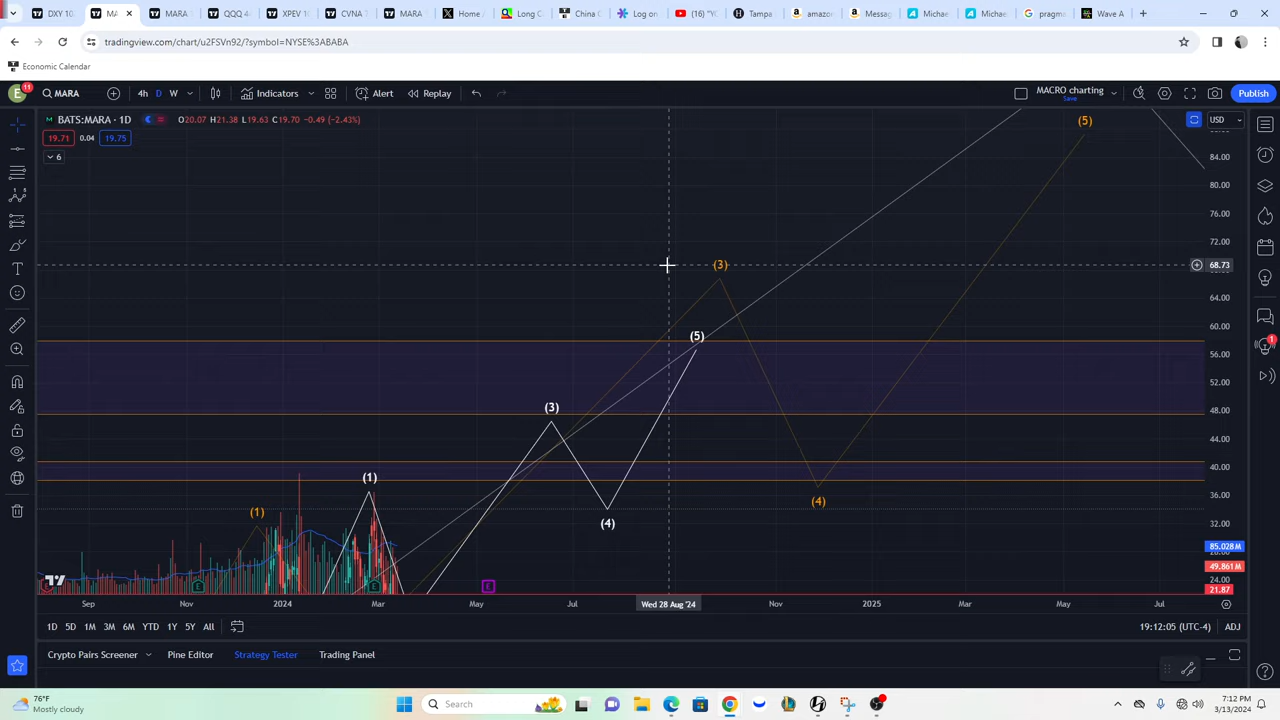 DXY 10
MA
MARA
QQQ 4
XPEV 1
CVNA
MARA
Home
Long C
China C
Log on
(16)
Tampa
amazo
Messag
Michae
Michae
pragma
Wave A
tradingview.com/chart/u2FSVn92/?symbol=NYSE%3ABABA
Economic Calendar
E 11 MARA 4h D W Indicators Alert Replay MACRO charting Save Publish
BATS:MARA · 1D O20.07 H21.38 L19.63 C19.70 −0.49 (−2.43%)
USD
19.71 0.04 19.75
6
(5)
84.00
80.00
76.00
72.00
68.73
(3)
64.00
60.00
(5)
56.00
52.00
(3)
48.00
44.00
40.00
(1)
36.00
(4)
(1)
(4)
32.00
85.028M
49.861M
24.00
21.87
E E E
Sep Nov 2024 Mar May Jul Wed 28 Aug '24 Nov 2025 Mar May Jul
1D 5D 1M 3M 6M YTD 1Y 5Y All 19:12:05 (UTC-4) ADJ
Crypto Pairs Screener Pine Editor Strategy Tester Trading Panel
76°F
Mostly cloudy
Search
7:12 PM
3/13/2024